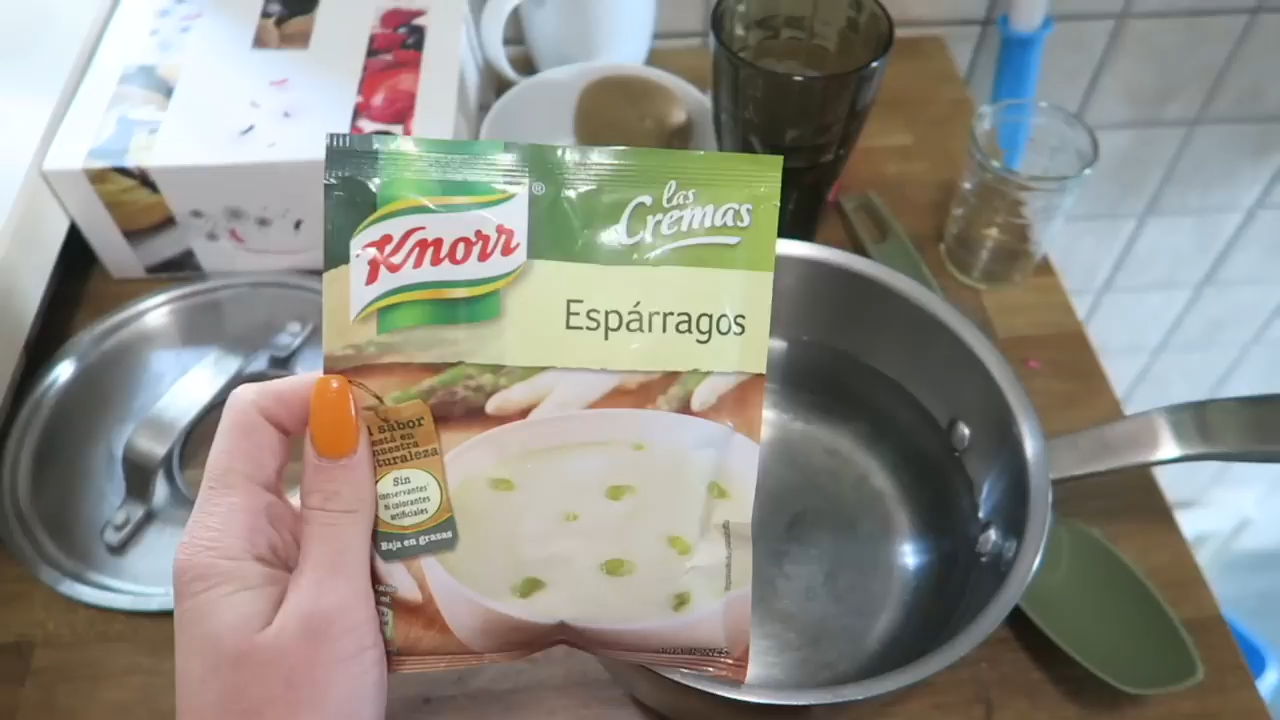 Knorr®
las
Cremas
Espárragos
sabor
está en
nuestra
turaleza
Sin
conservantes
ni colorantes
artificiales
Baja en grasas